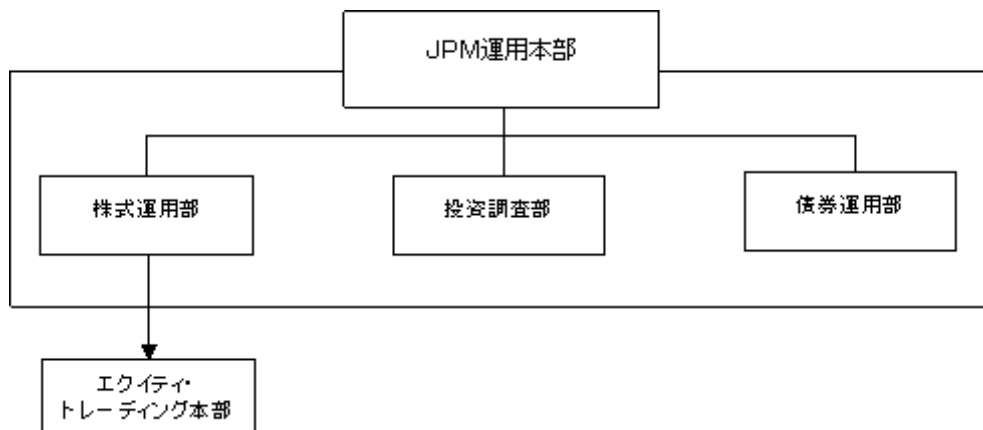 JPM運用本部
株式運用部
投資調査部
債券運用部
エクイティ・
トレーディング本部